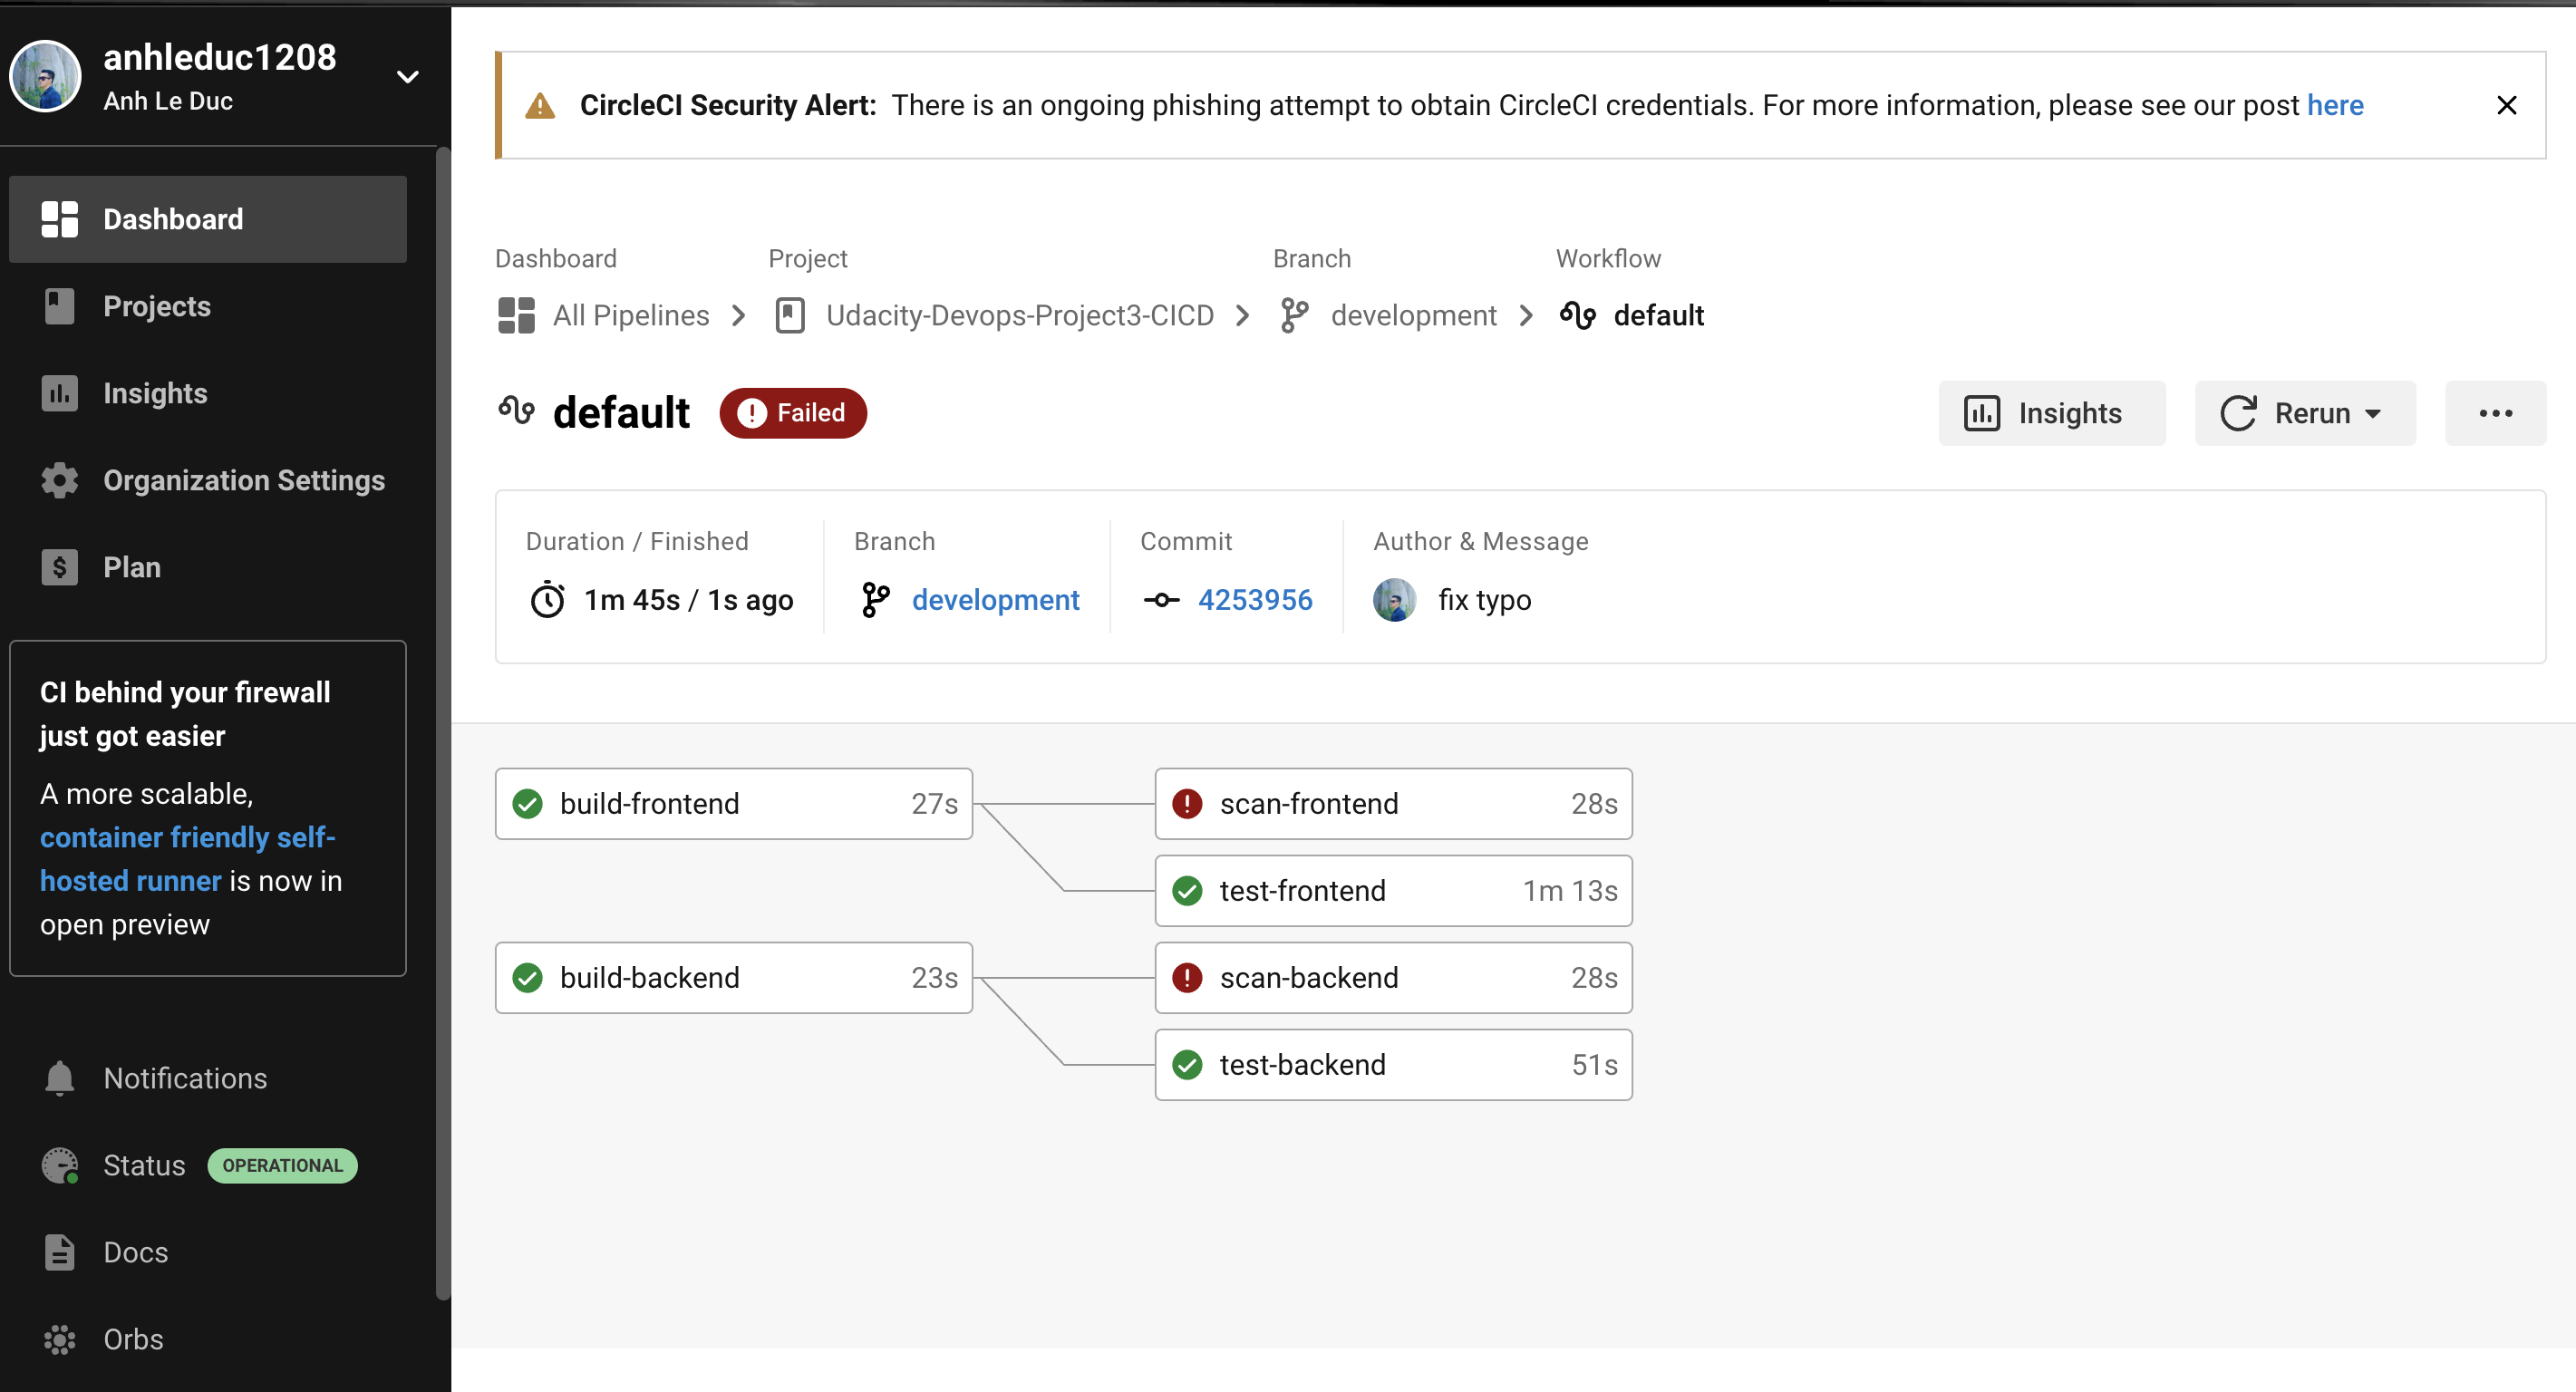 anhleduc1208
Anh Le Duc
Dashboard
Projects
Insights
Organization Settings
Plan
CI behind your firewall
just got easier
A more scalable,
container friendly self-
hosted runner is now in
open preview
Notifications
Status OPERATIONAL
Docs
Orbs
CircleCI Security Alert: There is an ongoing phishing attempt to obtain CircleCI credentials. For more information, please see our post here
Dashboard Project Branch Workflow
All Pipelines Udacity-Devops-Project3-CICD development default
default Failed
Insights Rerun
Duration / Finished Branch Commit Author & Message
1m 45s / 1s ago development 4253956 fix typo
build-frontend 27s scan-frontend 28s
test-frontend 1m 13s
build-backend 23s scan-backend 28s
test-backend 51s